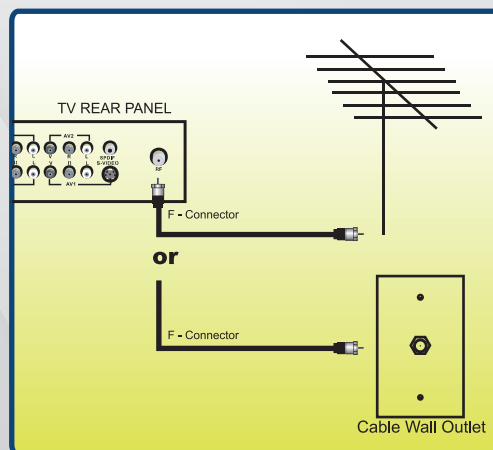 TV REAR PANEL
AV2
R L V R L SPDIF
R L V R L S-VIDEO
AV1
RF
F - Connector
or
F - Connector
Cable Wall Outlet